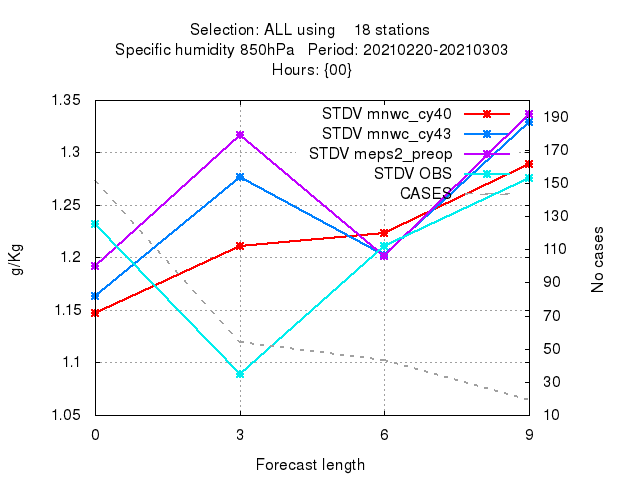 Selection: ALL using 18 stations
Specific humidity 850hPa Period: 20210220-20210303
Hours: {00}
1.35
1.3
1.25
1.2
1.15
1.1
1.05
g/Kg
STDV mnwc_cy40
STDV mnwc_cy43
STDV meps2_preop
STDV OBS
CASES
190
170
150
130
110
90
70
50
30
10
No cases
0 3 6 9
Forecast length